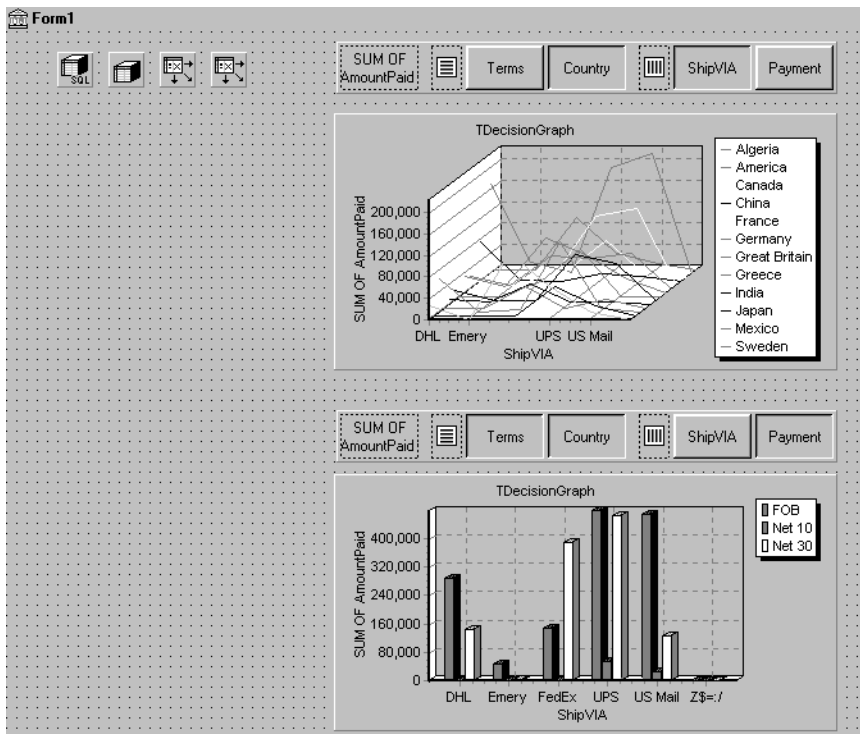 Form1
SQL
SUM OF
AmountPaid
Terms
Country
ShipVIA
Payment
TDecisionGraph
SUM OF AmountPaid
200,000
160,000
120,000
80,000
40,000
0
DHL Emery UPS US Mail
ShipVIA
Algeria
America
Canada
China
France
Germany
Great Britain
Greece
India
Japan
Mexico
Sweden
SUM OF
AmountPaid
Terms
Country
ShipVIA
Payment
TDecisionGraph
SUM OF AmountPaid
400,000
320,000
240,000
160,000
80,000
0
DHL Emery FedEx UPS US Mail Z$=:/
ShipVIA
FOB
Net 10
Net 30